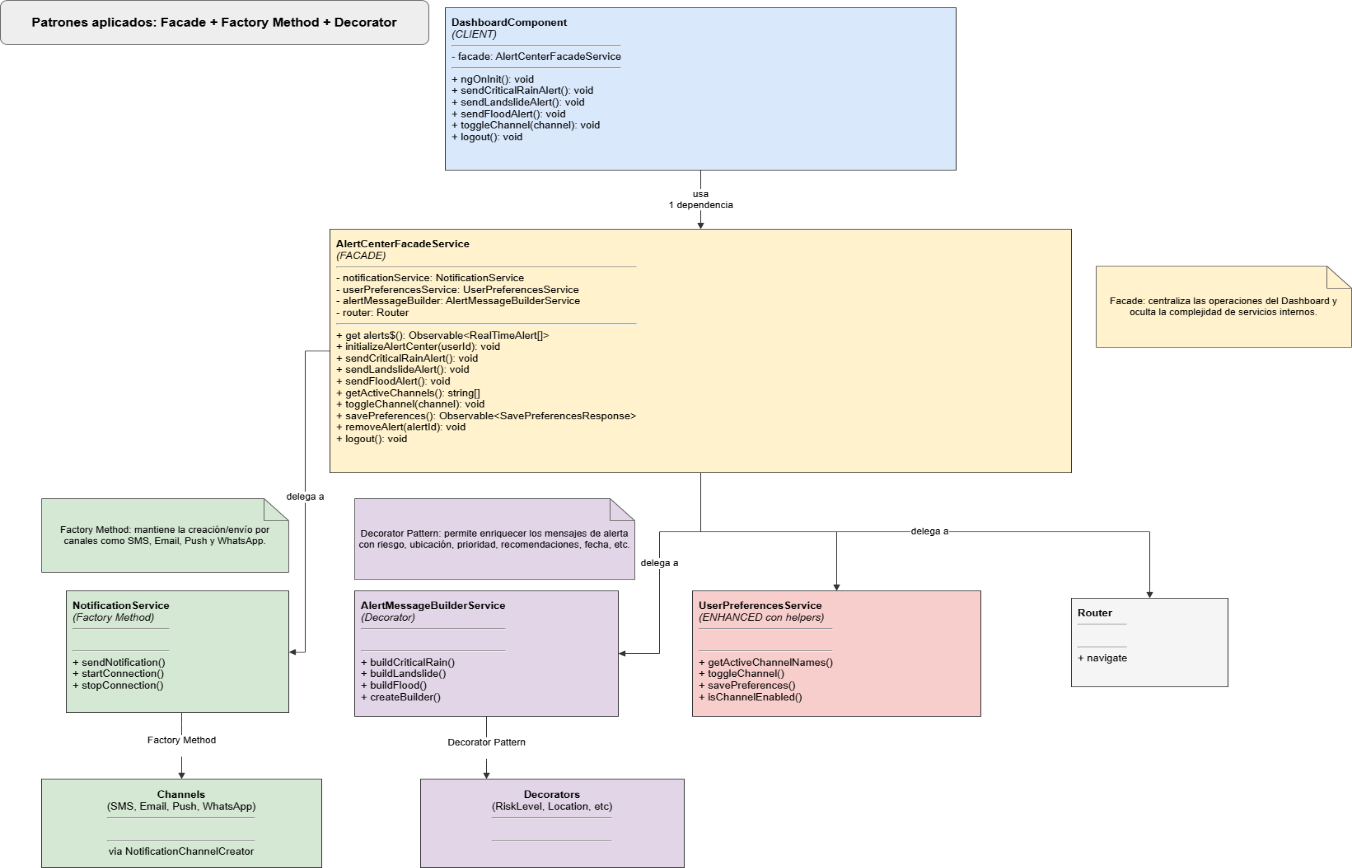 Patrones aplicados: Facade + Factory Method + Decorator
DashboardComponent
(CLIENT)
- facade: AlertCenterFacadeService
+ ngOnInit(): void
+ sendCriticalRainAlert(): void
+ sendLandslideAlert(): void
+ sendFloodAlert(): void
+ toggleChannel(channel): void
+ logout(): void
usa
1 dependencia
AlertCenterFacadeService
(FACADE)
- notificationService: NotificationService
- userPreferencesService: UserPreferencesService
- alertMessageBuilder: AlertMessageBuilderService
- router: Router
+ get alerts$(): Observable<RealTimeAlert[]>
+ initializeAlertCenter(userId): void
+ sendCriticalRainAlert(): void
+ sendLandslideAlert(): void
+ sendFloodAlert(): void
+ getActiveChannels(): string[]
+ toggleChannel(channel): void
+ savePreferences(): Observable<SavePreferencesResponse>
+ removeAlert(alertId): void
+ logout(): void
Facade: centraliza las operaciones del Dashboard y
oculta la complejidad de servicios internos.
delega a
Factory Method: mantiene la creación/envío por
canales como SMS, Email, Push y WhatsApp.
Decorator Pattern: permite enriquecer los mensajes de alerta
con riesgo, ubicación, prioridad, recomendaciones, fecha, etc.
delega a
delega a
NotificationService
(Factory Method)
+ sendNotification()
+ startConnection()
+ stopConnection()
AlertMessageBuilderService
(Decorator)
+ buildCriticalRain()
+ buildLandslide()
+ buildFlood()
+ createBuilder()
UserPreferencesService
(ENHANCED con helpers)
+ getActiveChannelNames()
+ toggleChannel()
+ savePreferences()
+ isChannelEnabled()
Router
+ navigate
Factory Method
Decorator Pattern
Channels
(SMS, Email, Push, WhatsApp)
via NotificationChannelCreator
Decorators
(RiskLevel, Location, etc)